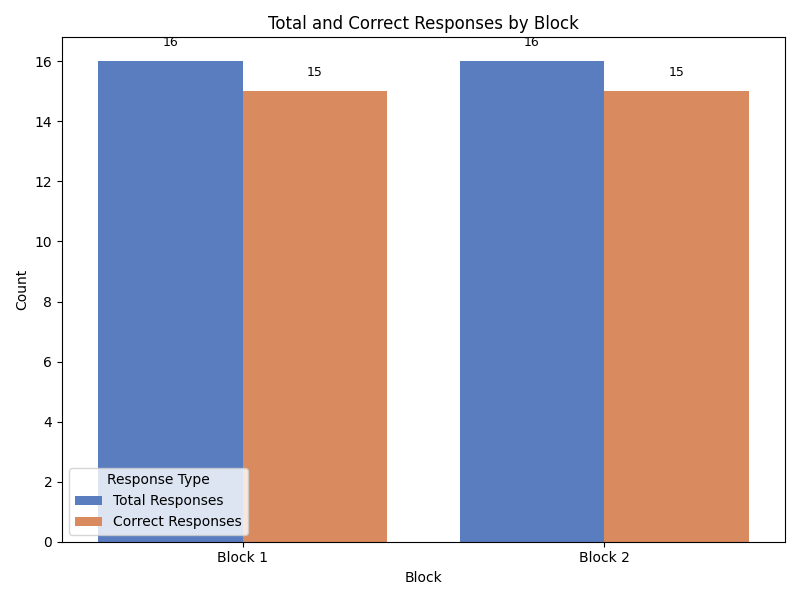 Total and Correct Responses by Block
16
15
16
15
16
14
12
10
8
6
4
2
0
Count
Response Type
Total Responses
Correct Responses
Block 1
Block 2
Block